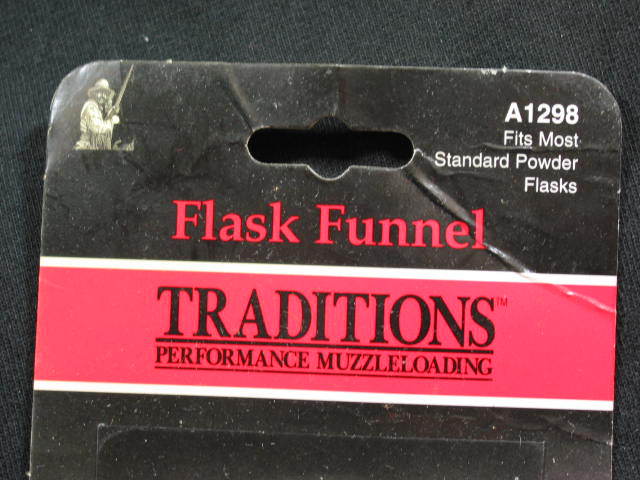 A1298
Fits Most
Standard Powder
Flasks
Flask Funnel
TRADITIONS™
PERFORMANCE MUZZLELOADING